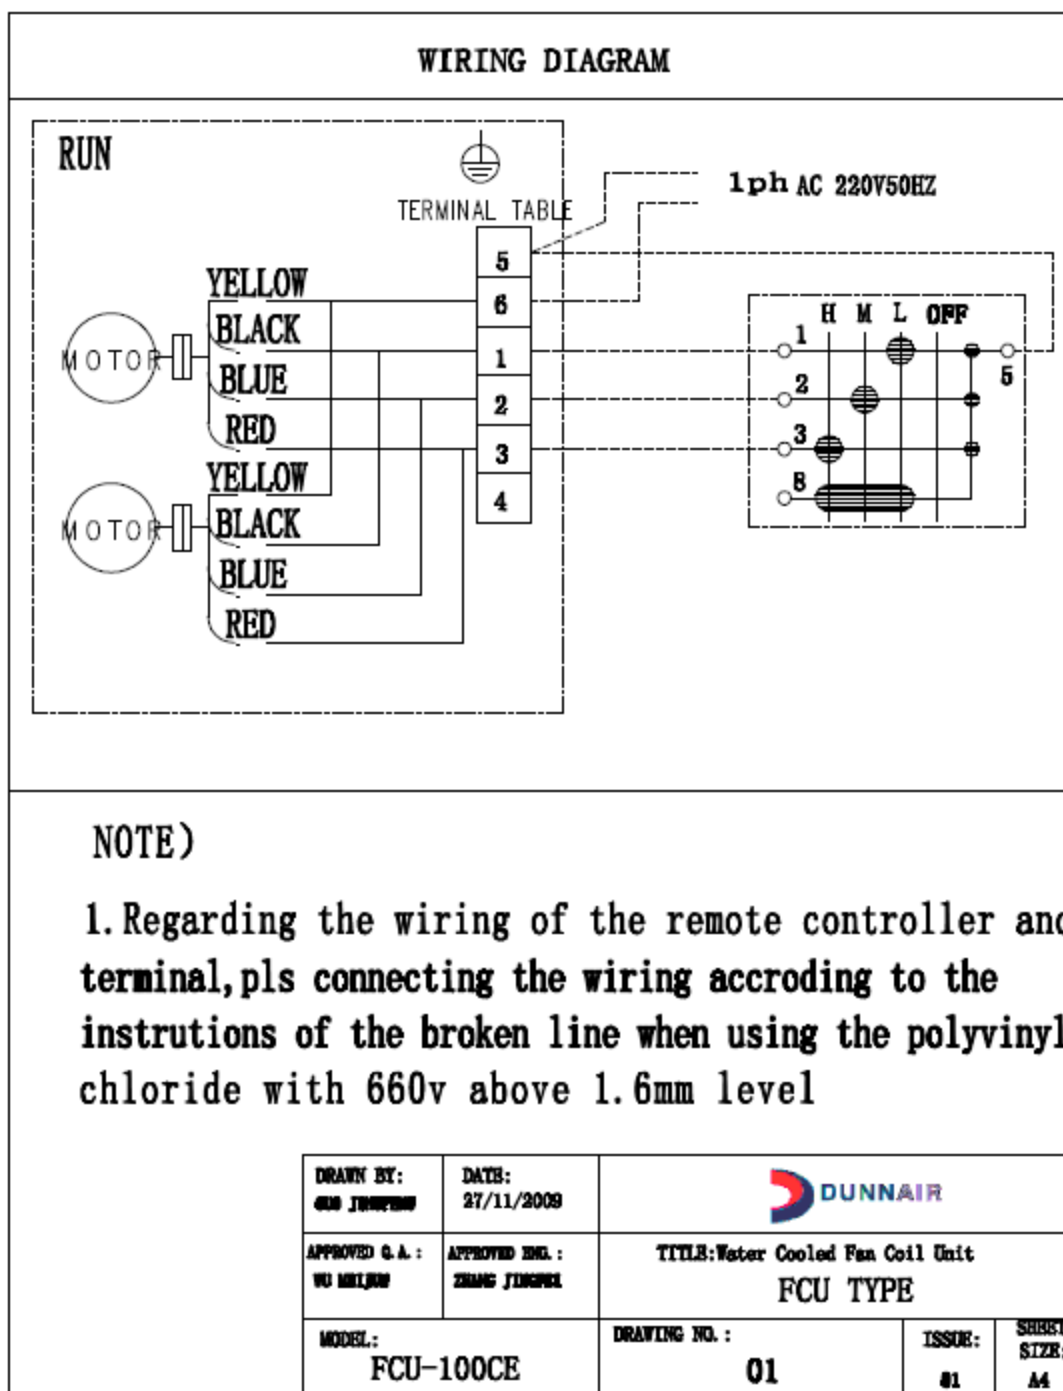 WIRING DIAGRAM
RUN
TERMINAL TABLE
1ph AC 220V50HZ
5
6
1
2
3
4
YELLOW
BLACK
BLUE
RED
MOTOR
YELLOW
BLACK
BLUE
RED
MOTOR
H M L OFF
1
2
3
8
5
NOTE)
1.Regarding the wiring of the remote controller and
terminal,pls connecting the wiring accroding to the
instrutions of the broken line when using the polyvinyl
chloride with 660v above 1.6mm level
DRAWN BY:
DATE:
27/11/2009
DUNNAIR
APPROVED Q.A.:
APPROVED ENG.:
TITLE:Water Cooled Fan Coil Unit
FCU TYPE
MODEL:
FCU-100CE
DRAWING NO.:
01
ISSUE:
01
SHEET
SIZE:
A4